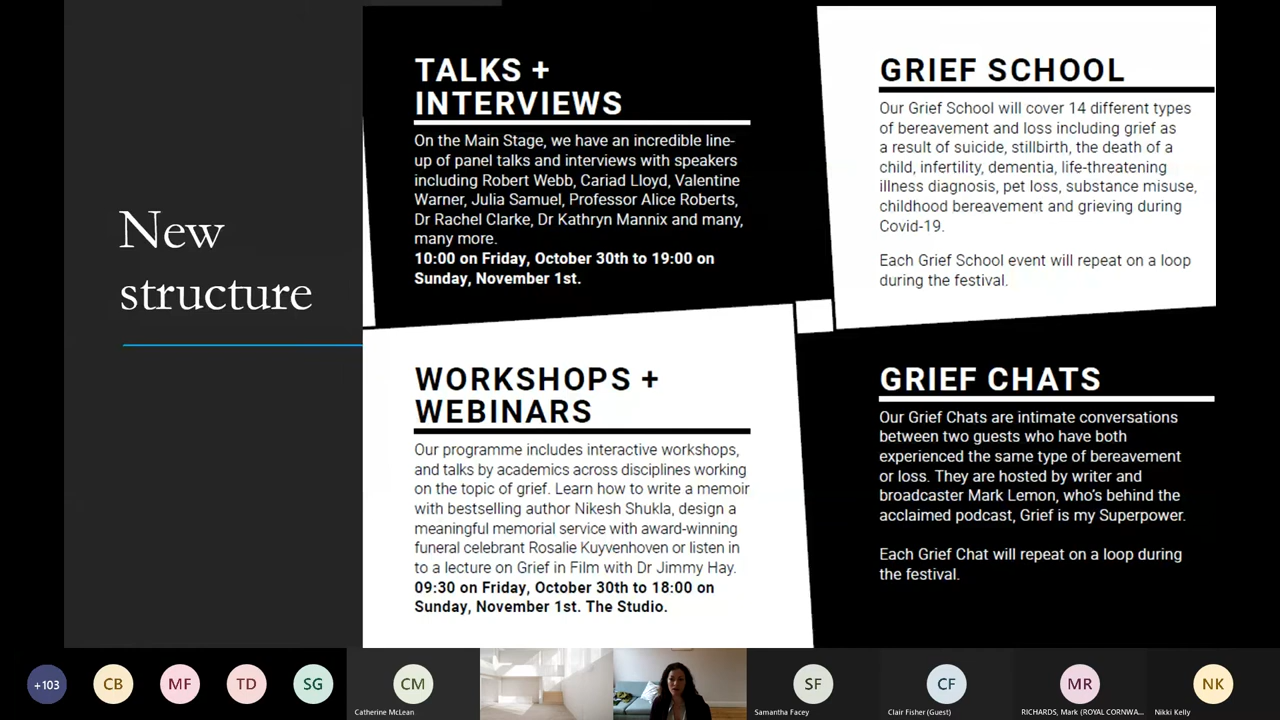 New
structure
TALKS +
INTERVIEWS
On the Main Stage, we have an incredible line-
up of panel talks and interviews with speakers
including Robert Webb, Cariad Lloyd, Valentine
Warner, Julia Samuel, Professor Alice Roberts,
Dr Rachel Clarke, Dr Kathryn Mannix and many,
many more.
10:00 on Friday, October 30th to 19:00 on
Sunday, November 1st.
GRIEF SCHOOL
Our Grief School will cover 14 different types
of bereavement and loss including grief as
a result of suicide, stillbirth, the death of a
child, infertility, dementia, life-threatening
illness diagnosis, pet loss, substance misuse,
childhood bereavement and grieving during
Covid-19.
Each Grief School event will repeat on a loop
during the festival.
WORKSHOPS +
WEBINARS
Our programme includes interactive workshops,
and talks by academics across disciplines working
on the topic of grief. Learn how to write a memoir
with bestselling author Nikesh Shukla, design a
meaningful memorial service with award-winning
funeral celebrant Rosalie Kuyvenhoven or listen in
to a lecture on Grief in Film with Dr Jimmy Hay.
09:30 on Friday, October 30th to 18:00 on
Sunday, November 1st. The Studio.
GRIEF CHATS
Our Grief Chats are intimate conversations
between two guests who have both
experienced the same type of bereavement
or loss. They are hosted by writer and
broadcaster Mark Lemon, who's behind the
acclaimed podcast, Grief is my Superpower.
Each Grief Chat will repeat on a loop during
the festival.
+103
CB
MF
TD
SG
CM
Catherine McLean
SF
Samantha Facey
CF
Clair Fisher (Guest)
MR
RICHARDS, Mark (ROYAL CORNWA...
NK
Nikki Kelly